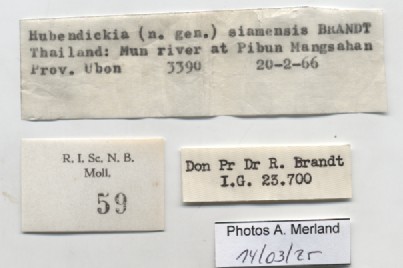 Hubendickia (n. gen.) siamensis BRANDT
Thailand: Mun river at Pibun Mangsahan
Prov. Ubon 3390 20-2-66
R. I. Sc. N. B.
Moll.
59
Don Pr Dr R. Brandt
I.G. 23.700
Photos A. Merland
14/03/25